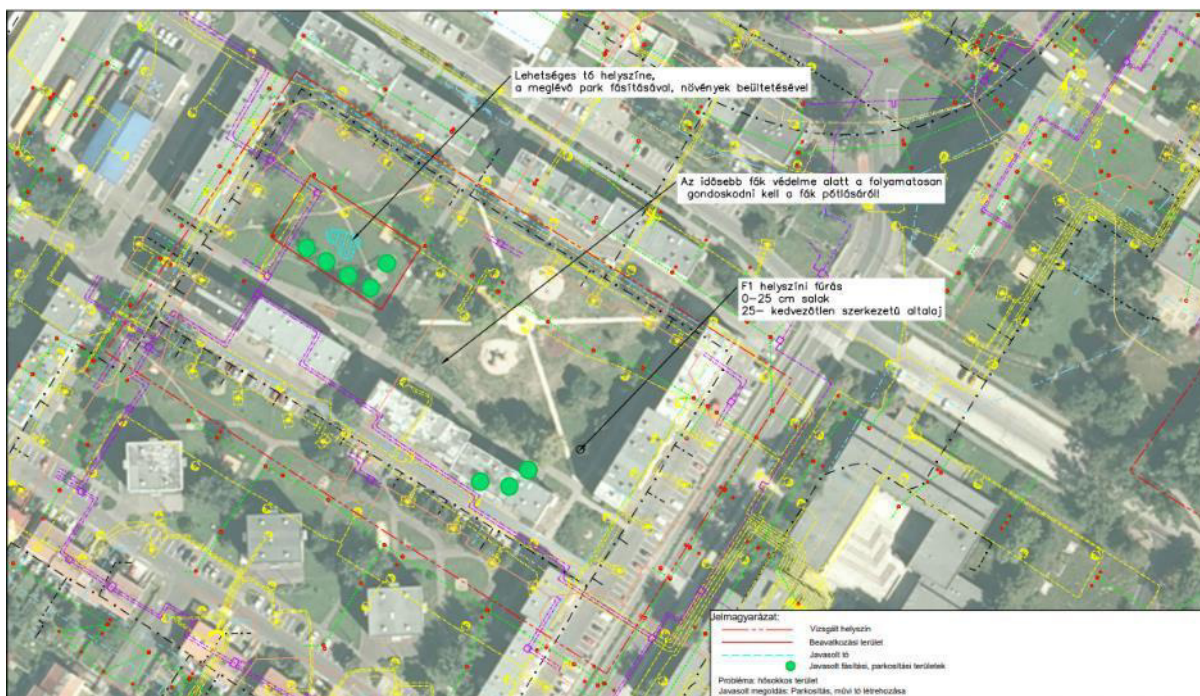 Lehetséges tó helyszíne,
a meglévő park fásításával, növények beültetésével
Az idősebb fák védelme alatt a folyamatosan
gondoskodni kell a fák pótlásáról!
F1 helyszíni fúrás
0-25 cm salak
25- kedvezőtlen szerkezetű altalaj
Jelmagyarázat:
Vizsgált helyszín
Beavatkozási terület
Javasolt tó
Javasolt fásítási, parkosítási területek
Probléma: hősokkos terület
Javasolt megoldás: Parkosítás, művi tó létrehozása